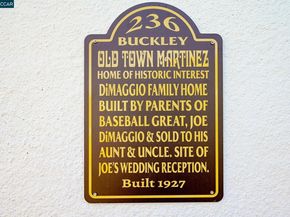 CCAR
236
BUCKLEY
OLD TOWN MARTINEZ
HOME OF HISTORIC INTEREST
DiMAGGIO FAMILY HOME
BUILT BY PARENTS OF
BASEBALL GREAT, JOE
DiMAGGIO & SOLD TO HIS
AUNT & UNCLE. SITE OF
JOE'S WEDDING RECEPTION.
Built 1927